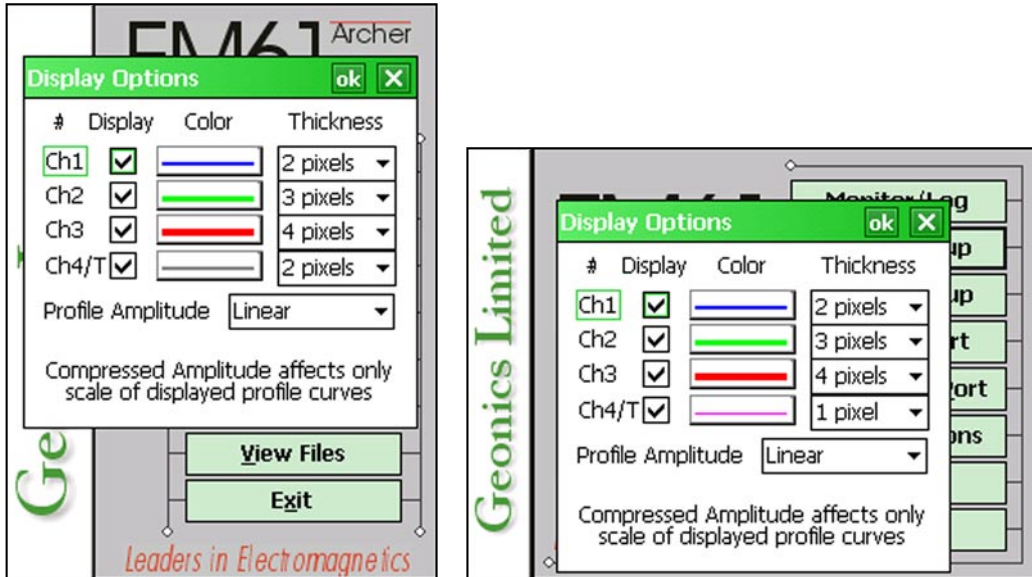 EM61
Archer
Display Options ok
# Display Color Thickness
Ch1 2 pixels
Ch2 3 pixels
Ch3 4 pixels
Ch4/T 2 pixels
Profile Amplitude Linear
Compressed Amplitude affects only
scale of displayed profile curves
View Files
Exit
Leaders in Electromagnetics
Geonics Limited
Monitor/Log
Display Options ok
# Display Color Thickness
Ch1 2 pixels
Ch2 3 pixels
Ch3 4 pixels
Ch4/T 1 pixel
Profile Amplitude Linear
Compressed Amplitude affects only
scale of displayed profile curves